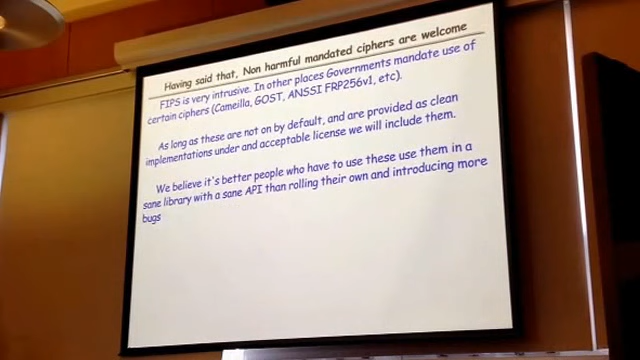 Having said that, Non harmful mandated ciphers are welcome
FIPS is very intrusive. In other places Governments mandate use of
certain ciphers (Cameilla, GOST, ANSSI FRP256v1, etc).
As long as these are not on by default, and are provided as clean
implementations under and acceptable license we will include them.
We believe it's better people who have to use these use them in a
sane library with a sane API than rolling their own and introducing more
bugs